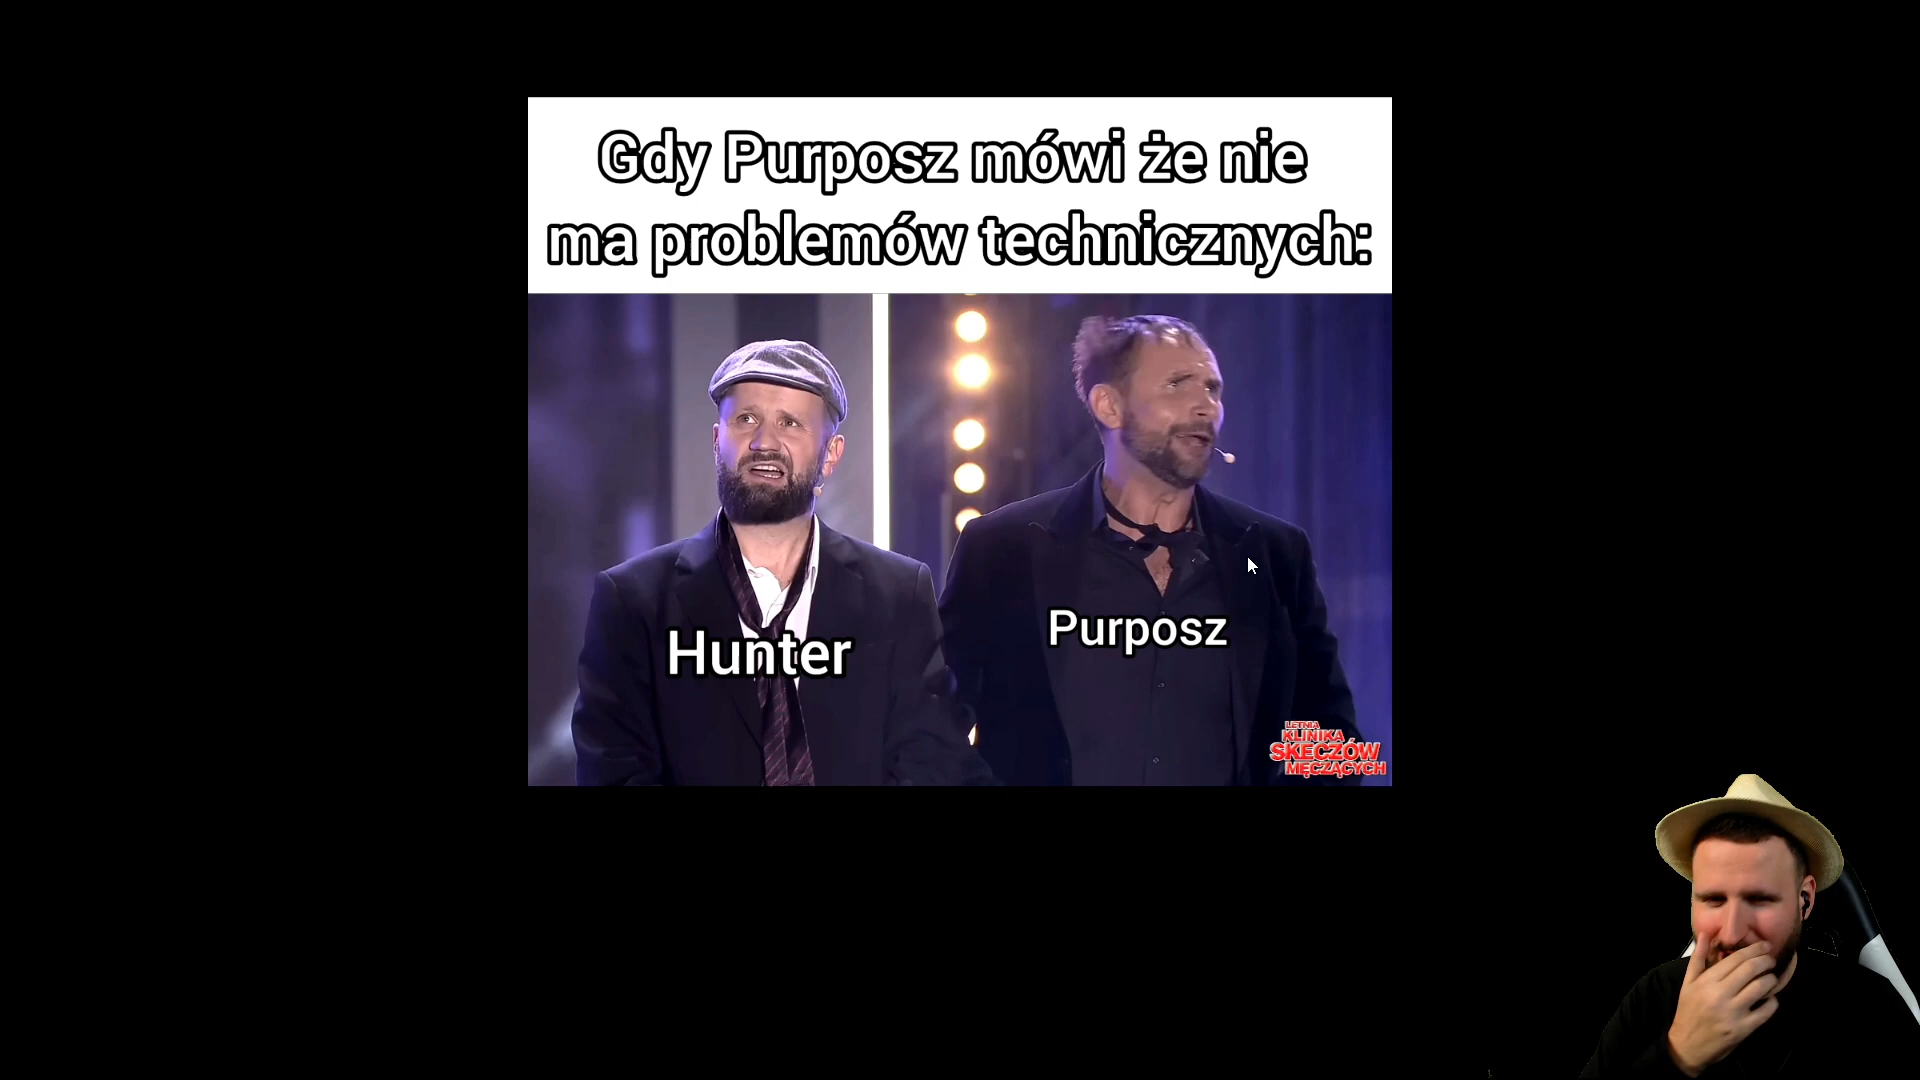 Gdy Purposz mówi że nie
ma problemów technicznych:
Hunter
Purposz
LETNIA
KLINIKA
SKECZÓW
MĘCZĄCYCH